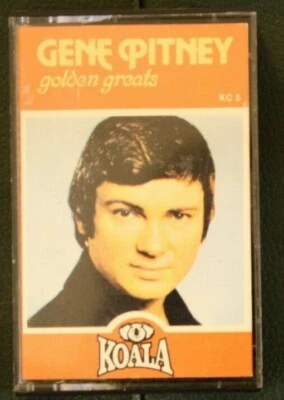 GENE PITNEY
golden greats
KC 5
KOALA